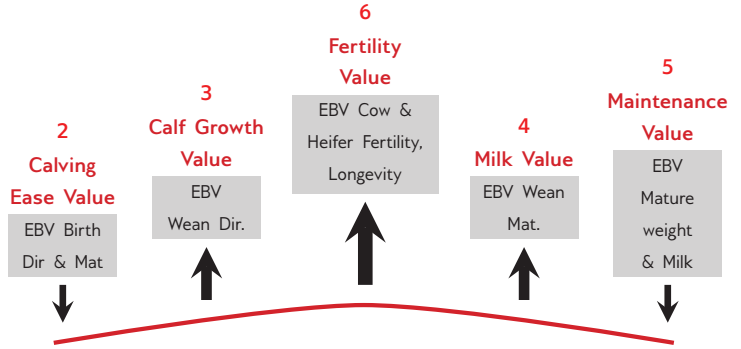 2
Calving
Ease Value
EBV Birth
Dir & Mat
3
Calf Growth
Value
EBV
Wean Dir.
6
Fertility
Value
EBV Cow &
Heifer Fertility,
Longevity
4
Milk Value
EBV Wean
Mat.
5
Maintenance
Value
EBV
Mature
weight
& Milk